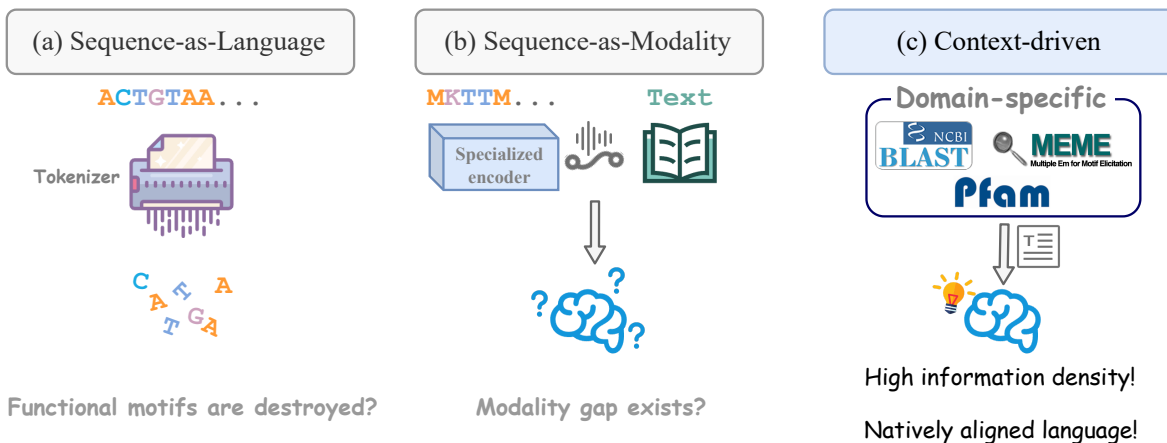 (a) Sequence-as-Language
ACTGTAA...
Tokenizer
C
A
T
T
G
A
A
Functional motifs are destroyed?
(b) Sequence-as-Modality
MKTTM...
Text
Specialized
encoder
?
?
?
Modality gap exists?
(c) Context-driven
Domain-specific
NCBI
BLAST
MEME
Multiple Em for Motif Elicitation
Pfam
T
High information density!
Natively aligned language!